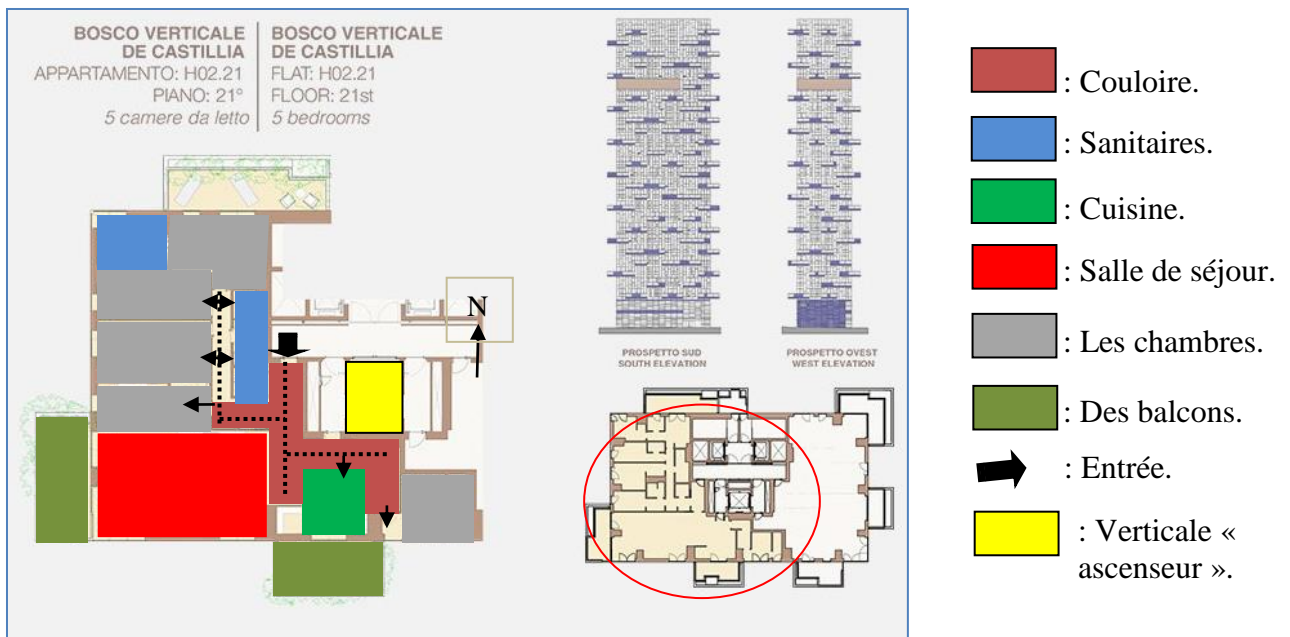 BOSCO VERTICALE
DE CASTILLIA
APPARTAMENTO: H02.21
PIANO: 21°
5 camere da letto
BOSCO VERTICALE
DE CASTILLIA
FLAT: H02.21
FLOOR: 21st
5 bedrooms
N
PROSPETTO SUD
SOUTH ELEVATION
PROSPETTO OVEST
WEST ELEVATION
: Couloire.
: Sanitaires.
: Cuisine.
: Salle de séjour.
: Les chambres.
: Des balcons.
: Entrée.
: Verticale «
ascenseur ».